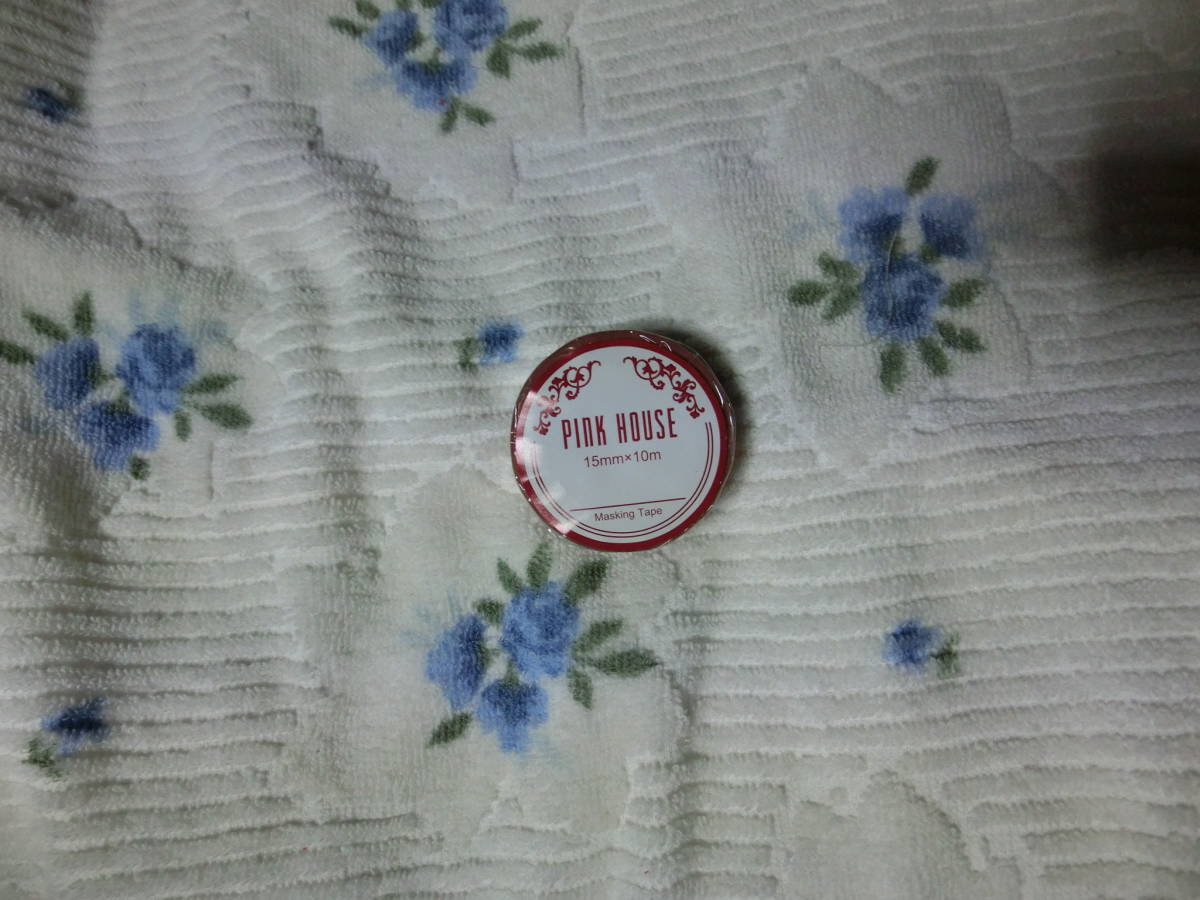 PINK HOUSE
15mm×10m
Masking Tape